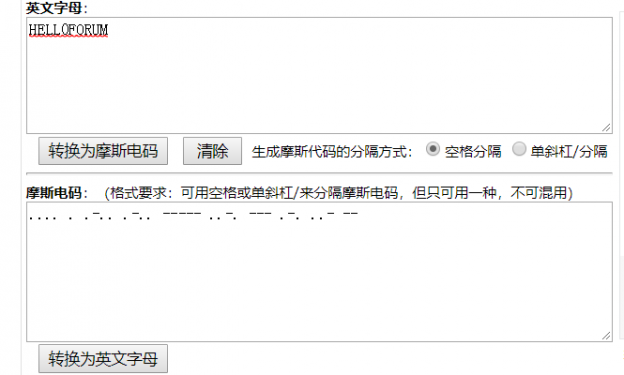 英文字母：
HELL0FORUM
转换为摩斯电码 清除 生成摩斯代码的分隔方式： 空格分隔 单斜杠/分隔
摩斯电码：（格式要求：可用空格或单斜杠/来分隔摩斯电码，但只可用一种，不可混用）
.... . .-.. .-.. ----- ..-. --- .-. ..- --
转换为英文字母